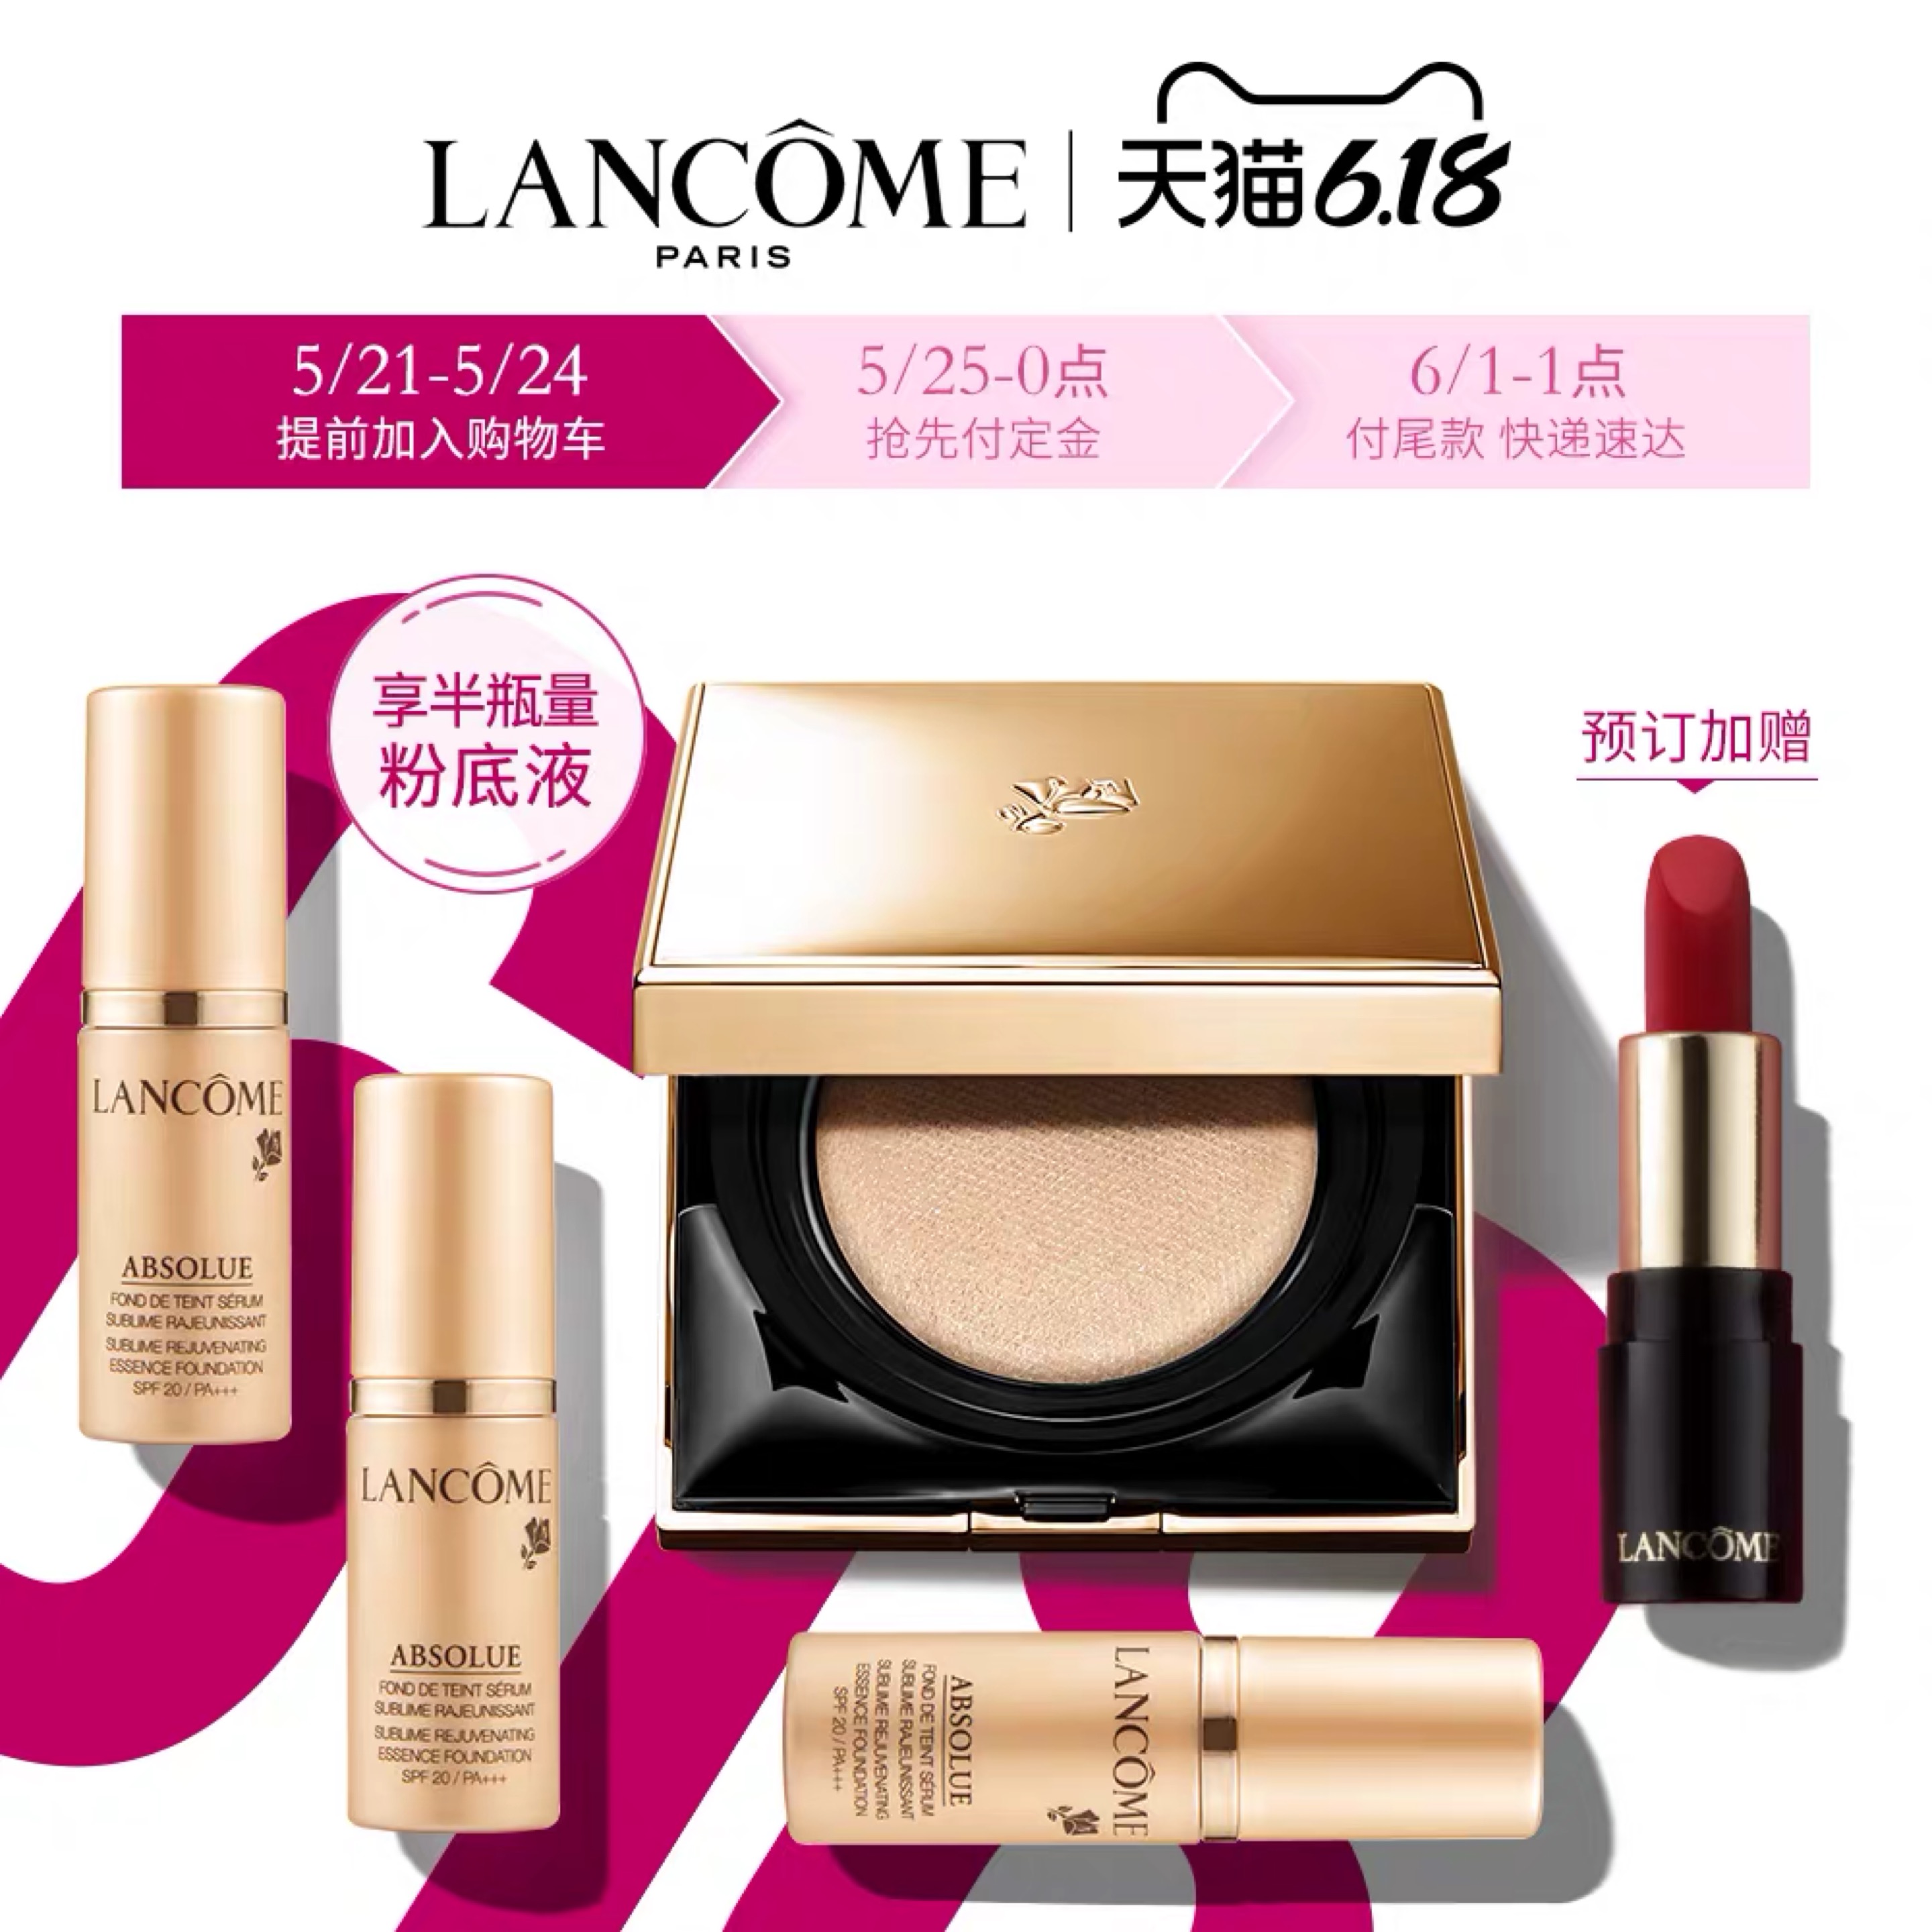 LANCÔME
PARIS
天猫6.18
5/21-5/24
提前加入购物车
5/25-0点
抢先付定金
6/1-1点
付尾款 快递速达
享半瓶量
粉底液
预订加赠
LANCÔME
ABSOLUE
FOND DE TEINT SÉRUM
SUBLIME RAJEUNISSANT
SUBLIME REJUVENATING
ESSENCE FOUNDATION
SPF 20 / PA+++
LANCÔME
ABSOLUE
FOND DE TEINT SÉRUM
SUBLIME RAJEUNISSANT
SUBLIME REJUVENATING
ESSENCE FOUNDATION
SPF 20 / PA+++
LANCÔME
LANCÔME
ABSOLUE
FOND DE TEINT SÉRUM
SUBLIME RAJEUNISSANT
SUBLIME REJUVENATING
ESSENCE FOUNDATION
SPF 20 / PA+++